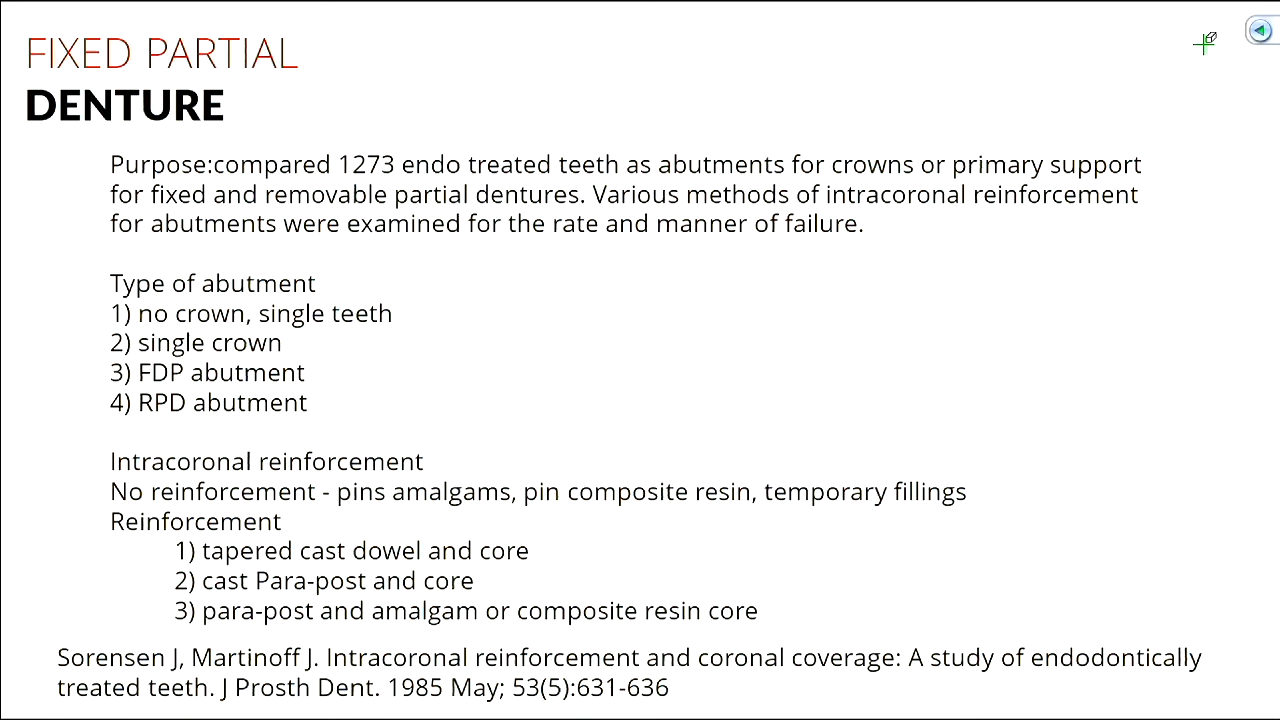 FIXED PARTIAL
DENTURE
Purpose:compared 1273 endo treated teeth as abutments for crowns or primary support
for fixed and removable partial dentures. Various methods of intracoronal reinforcement
for abutments were examined for the rate and manner of failure.
Type of abutment
1) no crown, single teeth
2) single crown
3) FDP abutment
4) RPD abutment
Intracoronal reinforcement
No reinforcement - pins amalgams, pin composite resin, temporary fillings
Reinforcement
1) tapered cast dowel and core
2) cast Para-post and core
3) para-post and amalgam or composite resin core
Sorensen J, Martinoff J. Intracoronal reinforcement and coronal coverage: A study of endodontically
treated teeth. J Prosth Dent. 1985 May; 53(5):631-636